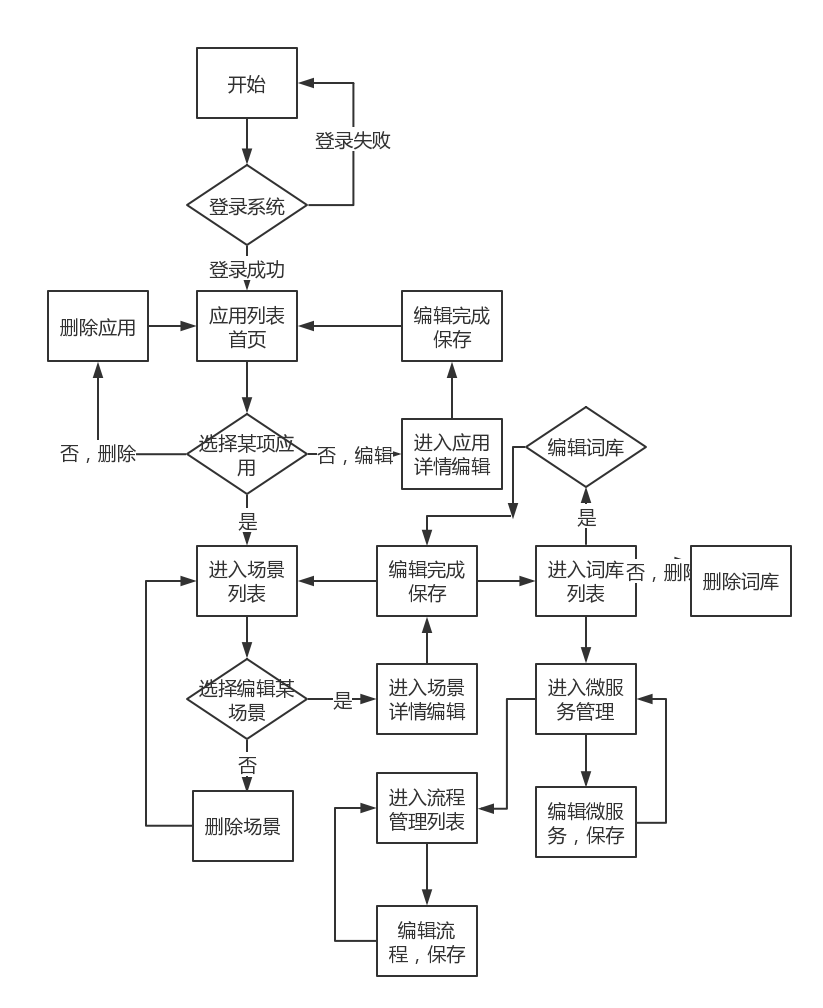 开始
登录失败
登录系统
登录成功
删除应用
应用列表
首页
编辑完成
保存
选择某项应
用
否，删除
否，编辑
进入应用
详情编辑
编辑词库
是
是
进入场景
列表
编辑完成
保存
进入词库
列表
否，删
删除词库
选择编辑某
场景
是
进入场景
详情编辑
进入微服
务管理
否
删除场景
进入流程
管理列表
编辑微服
务，保存
编辑流
程，保存